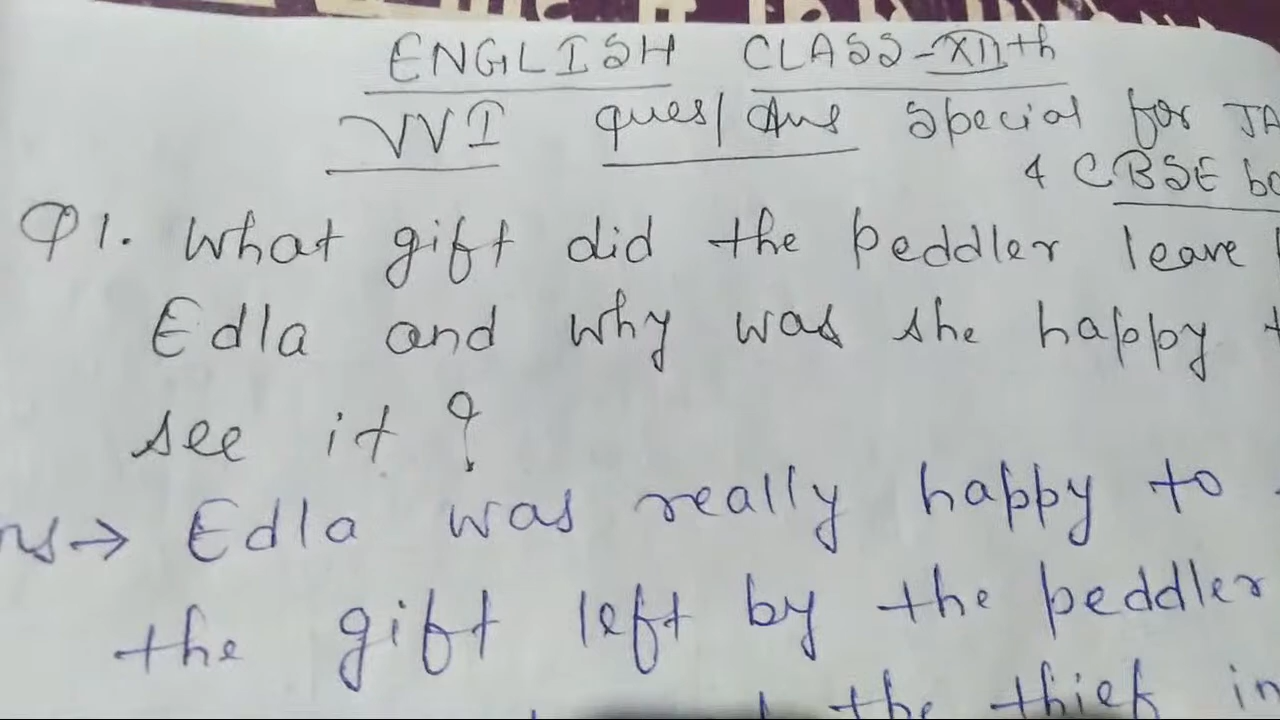 ENGLISH CLASS-XIIth
VVI ques/Ans special for JA
& CBSE bo
Q1. What gift did the peddler leave
Edla and why was she happy
see it ?
ns→ Edla was really happy to
the gift left by the peddler
the thief in